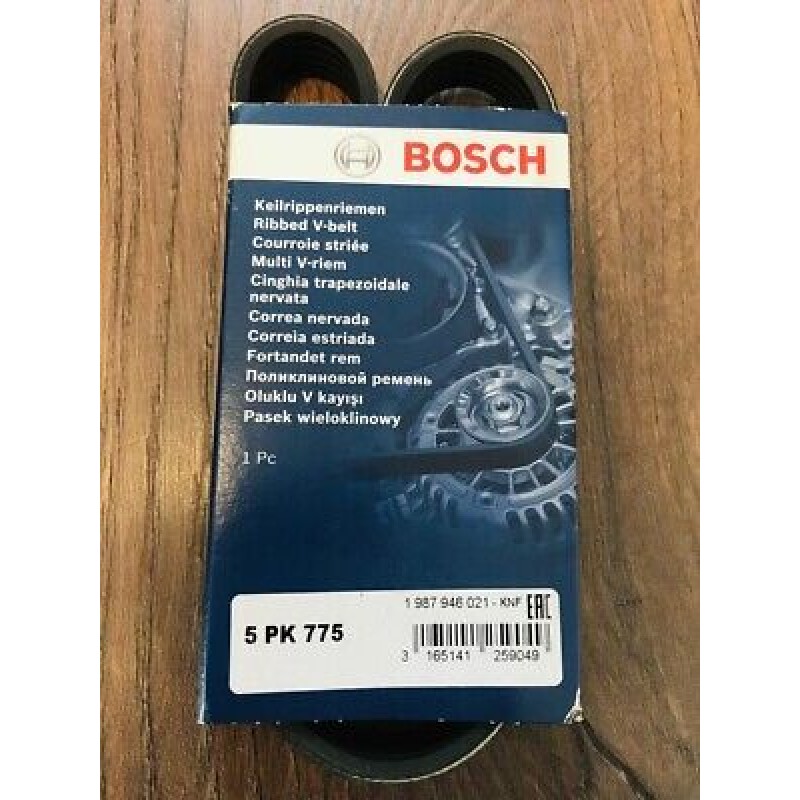 BOSCH
Keilrippenriemen
Ribbed V-belt
Courroie striée
Multi V-riem
Cinghia trapezoidale
nervata
Correa nervada
Correia estriada
Fortandet rem
Поликлиновой ремень
Oluklu V kayışı
Pasek wieloklinowy
1 Pc
1 987 946 021 - KNF EAC
5 PK 775
3 165141 259049